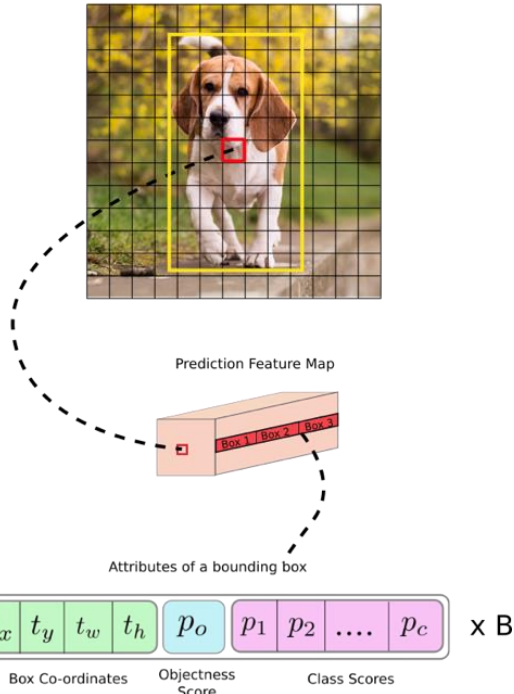 Prediction Feature Map
Box 1 Box 2 Box 3
Attributes of a bounding box
x t_y t_w t_h p_o p_1 p_2 .... p_c x B
Box Co-ordinates Objectness Score Class Scores